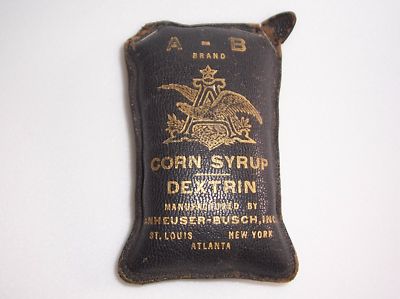 A - B
BRAND
A
CORN SYRUP
DEXTRIN
MANUFACTURED BY
ANHEUSER-BUSCH, INC
ST. LOUIS NEW YORK
ATLANTA